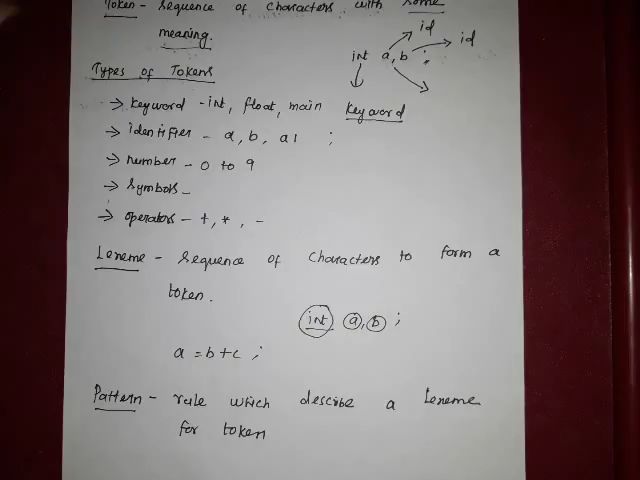 Token - Sequence of Characters with Some
meaning.
id
id
int a, b ;
Types of Tokens
→ Keyword - int, float, main
Keyword
→ identifier - a, b, a1 ;
→ number - 0 to 9
→ Symbols -
→ operators - +, *, -
Lexeme - Sequence of Characters to form a
token.
int a, b ;
a = b + c ;
Pattern - rule which describe a Lexeme
for token